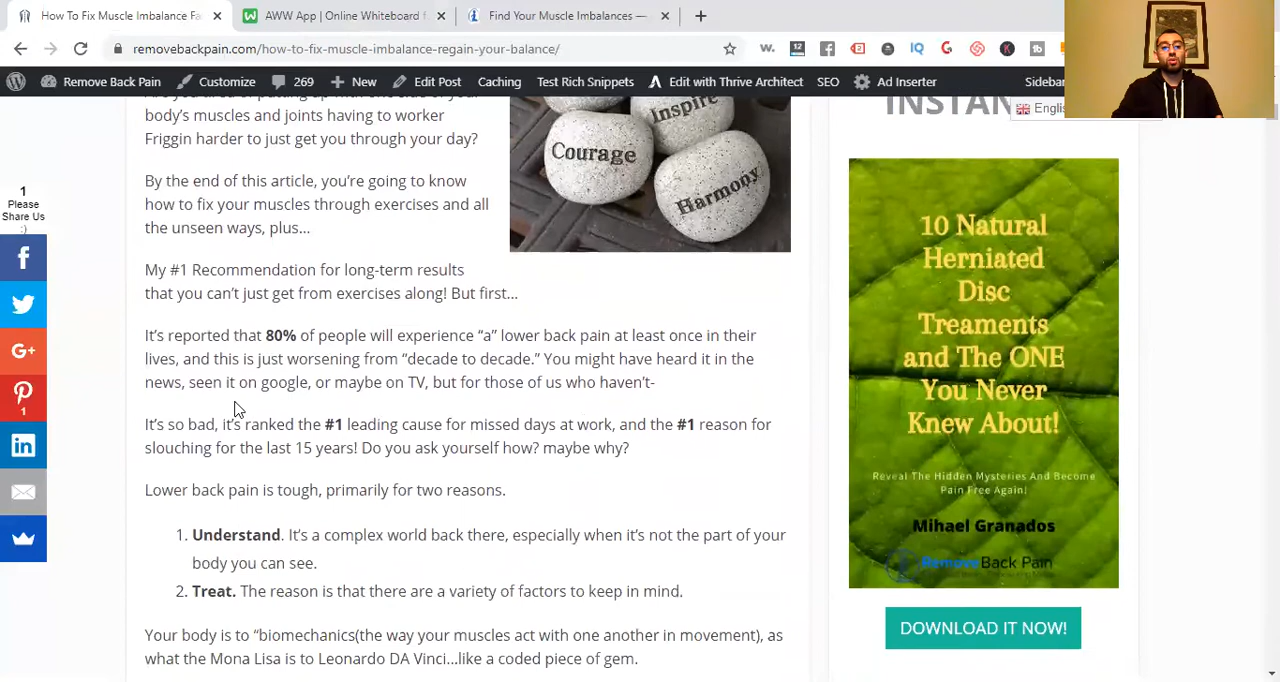 How To Fix Muscle Imbalance Fa
AWW App | Online Whiteboard f
Find Your Muscle Imbalances —
removebackpain.com/how-to-fix-muscle-imbalance-regain-your-balance/
Remove Back Pain Customize 269 New Edit Post Caching Test Rich Snippets Edit with Thrive Architect SEO Ad Inserter Sidebar
body's muscles and joints having to worker
Friggin harder to just get you through your day?
By the end of this article, you're going to know
how to fix your muscles through exercises and all
the unseen ways, plus...
My #1 Recommendation for long-term results
that you can't just get from exercises along! But first...
It's reported that 80% of people will experience "a" lower back pain at least once in their
lives, and this is just worsening from "decade to decade." You might have heard it in the
news, seen it on google, or maybe on TV, but for those of us who haven't-
It's so bad, it's ranked the #1 leading cause for missed days at work, and the #1 reason for
slouching for the last 15 years! Do you ask yourself how? maybe why?
Lower back pain is tough, primarily for two reasons.
1. Understand. It's a complex world back there, especially when it's not the part of your
body you can see.
2. Treat. The reason is that there are a variety of factors to keep in mind.
Your body is to "biomechanics(the way your muscles act with one another in movement), as
what the Mona Lisa is to Leonardo DA Vinci...like a coded piece of gem.
Inspire
Courage
Harmony
1
Please
Share Us
:)
G+
1
in
INSTAN
Englis
10 Natural
Herniated
Disc
Treaments
and The ONE
You Never
Knew About!
Reveal The Hidden Mysteries And Become
Pain Free Again!
Mihael Granados
RemoveBack Pain
DOWNLOAD IT NOW!